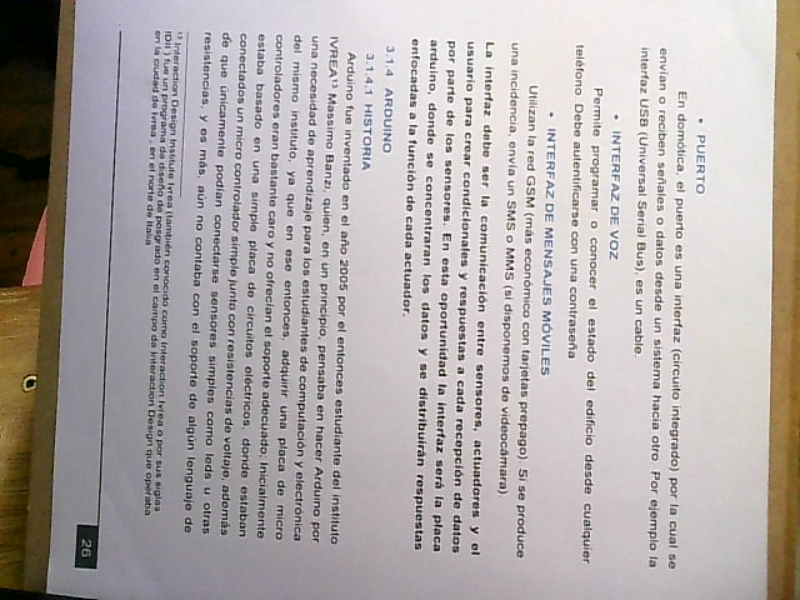 • PUERTO
En domótica, el puerto es una interfaz (circuito integrado) por la cual se
envían o reciben señales o datos desde un sistema hacia otro. Por ejemplo la
interfaz USB (Universal Serial Bus), es un cable.
• INTERFAZ DE VOZ
Permite programar o conocer el estado del edificio desde cualquier
teléfono. Debe autentificarse con una contraseña
• INTERFAZ DE MENSAJES MÓVILES
Utilizan la red GSM (más económico con tarjetas prepago). Si se produce
una incidencia, envía un SMS o MMS (si disponemos de videocámara).
La interfaz debe ser la comunicación entre sensores, actuadores y el
usuario para crear condicionales y respuestas a cada recepción de datos
por parte de los sensores. En esta oportunidad la interfaz será la placa
arduino, donde se concentraran los datos y se distribuirán respuestas
enfocadas a la función de cada actuador.
3.1.4 ARDUINO
3.1.4.1 HISTORIA
Arduino fue inventado en el año 2005 por el entonces estudiante del instituto
IVREA¹³ Massimo Banzi, quien, en un principio, pensaba en hacer Arduino por
una necesidad de aprendizaje para los estudiantes de computación y electrónica
del mismo instituto, ya que en ese entonces, adquirir una placa de micro
controladores eran bastante caro y no ofrecían el soporte adecuado; Inicialmente
estaba basado en una simple placa de circuitos eléctricos, donde estaban
conectados un micro controlador simple junto con resistencias de voltaje, además
de que únicamente podían conectarse sensores simples como leds u otras
resistencias, y es más, aún no contaba con el soporte de algún lenguaje de
¹³ Interaction Design Institute Ivrea (también conocido como Interaction Ivrea o por sus siglas
IDII ) fue un programa de diseño de posgrado en el campo de Interaction Design que operaba
en la ciudad de Ivrea , en el norte de Italia
26